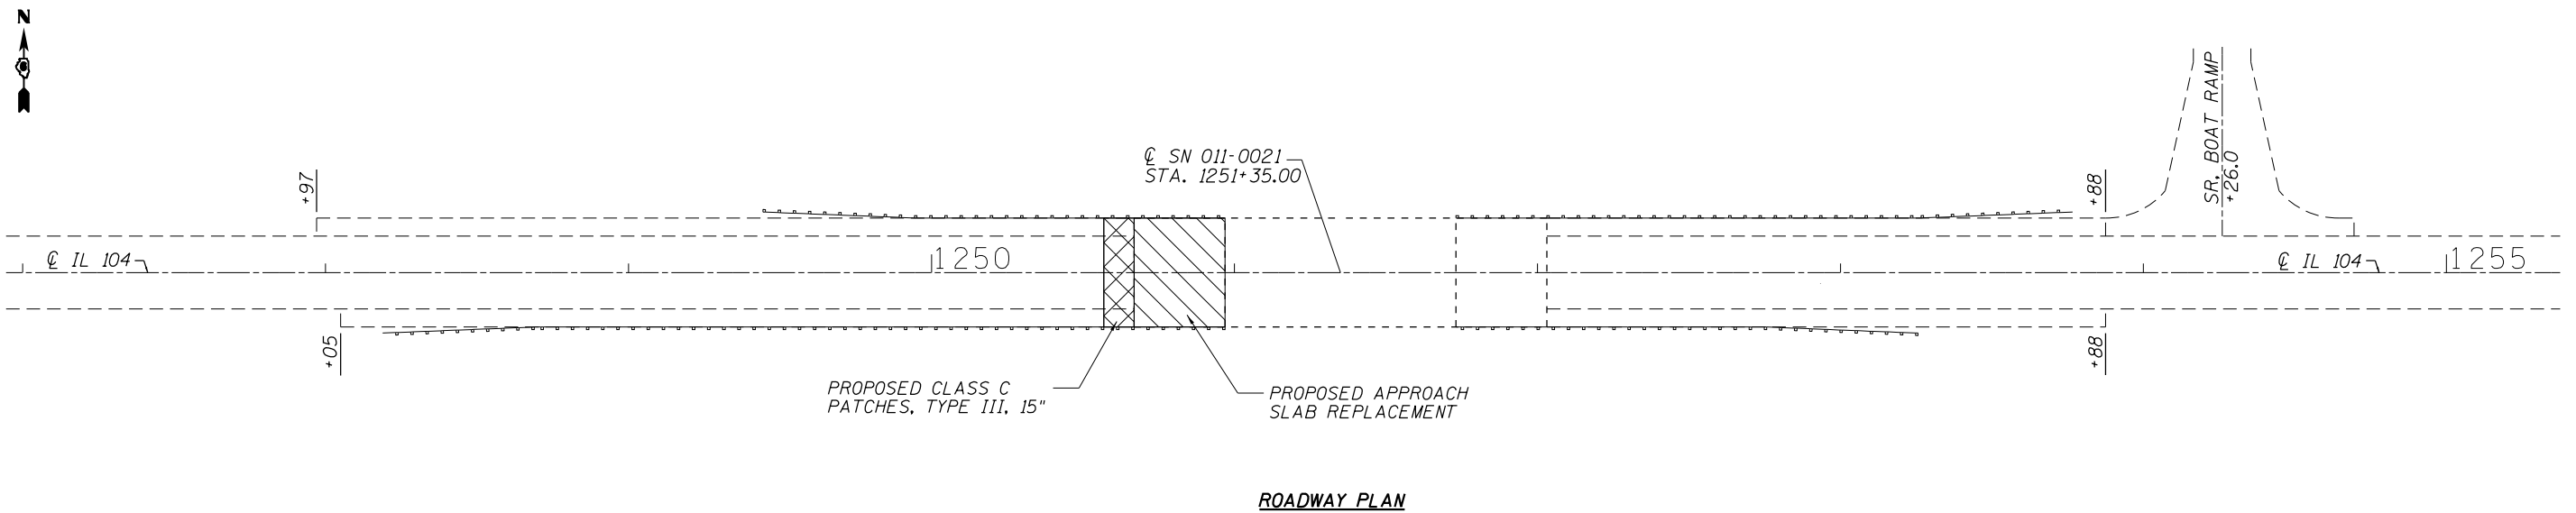 N
+97
℄ IL 104
+05
1250
℄ SN 011-0021
STA. 1251+35.00
PROPOSED CLASS C
PATCHES, TYPE III, 15"
PROPOSED APPROACH
SLAB REPLACEMENT
+88
+88
SR. BOAT RAMP
+26.0
℄ IL 104
1255
ROADWAY PLAN